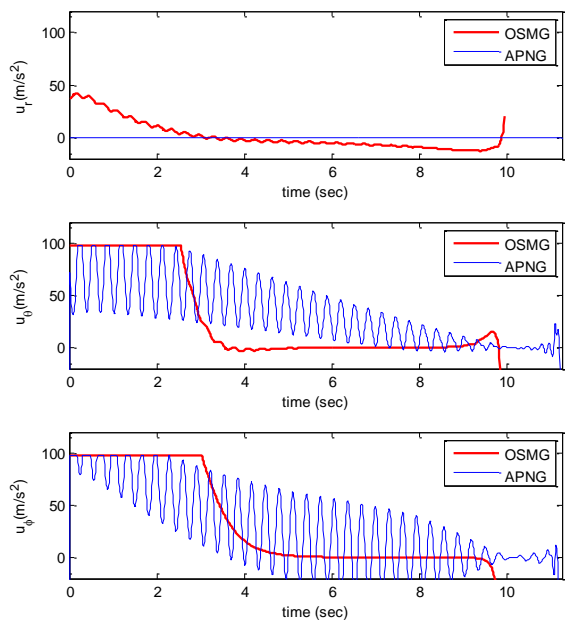 100
50
0
u_r(m/s²)
OSMG
APNG
0 2 4 6 8 10
time (sec)
100
50
0
u_θ(m/s²)
OSMG
APNG
0 2 4 6 8 10
time (sec)
100
50
0
u_ϕ(m/s²)
OSMG
APNG
0 2 4 6 8 10
time (sec)